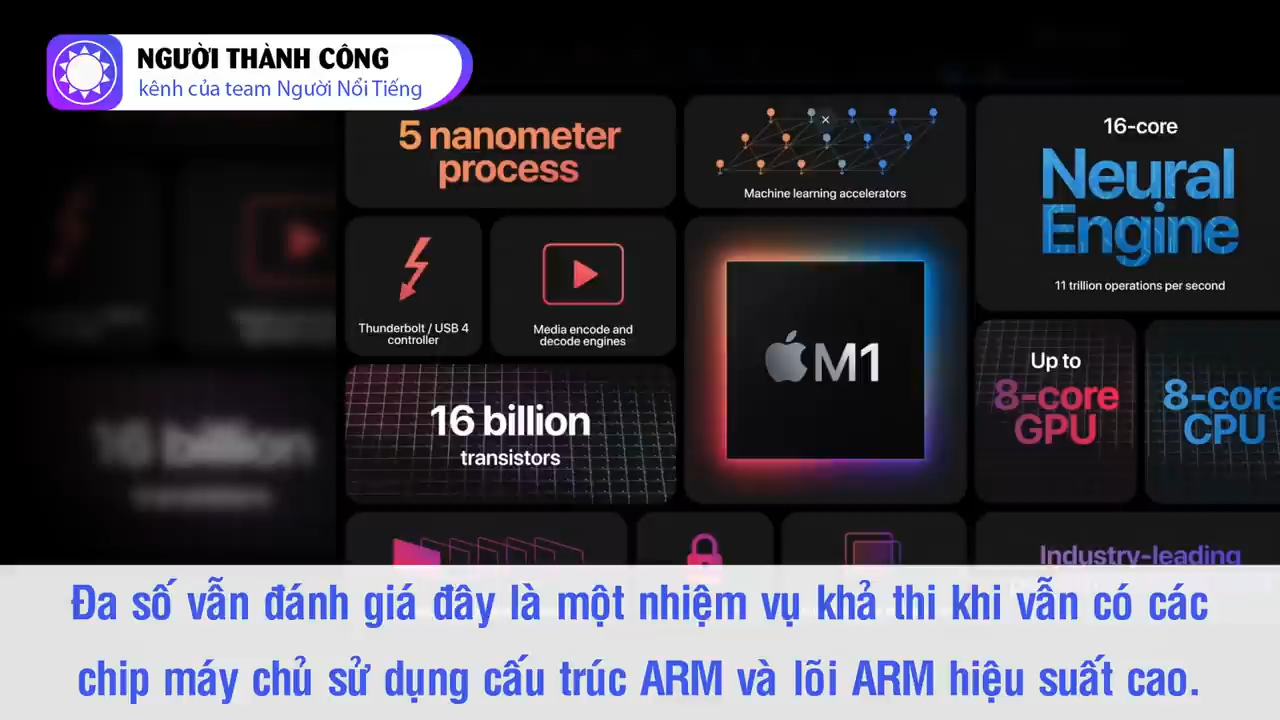 NGƯỜI THÀNH CÔNG
kênh của team Người Nổi Tiếng
5 nanometer
process
Machine learning accelerators
16-core
Neural
Engine
11 trillion operations per second
Thunderbolt / USB 4
controller
Media encode and
decode engines
M1
Up to
8-core
GPU
8-core
CPU
16 billion
transistors
16 billion
transistors
Industry-leading
Đa số vẫn đánh giá đây là một nhiệm vụ khả thi khi vẫn có các
chip máy chủ sử dụng cấu trúc ARM và lõi ARM hiệu suất cao.